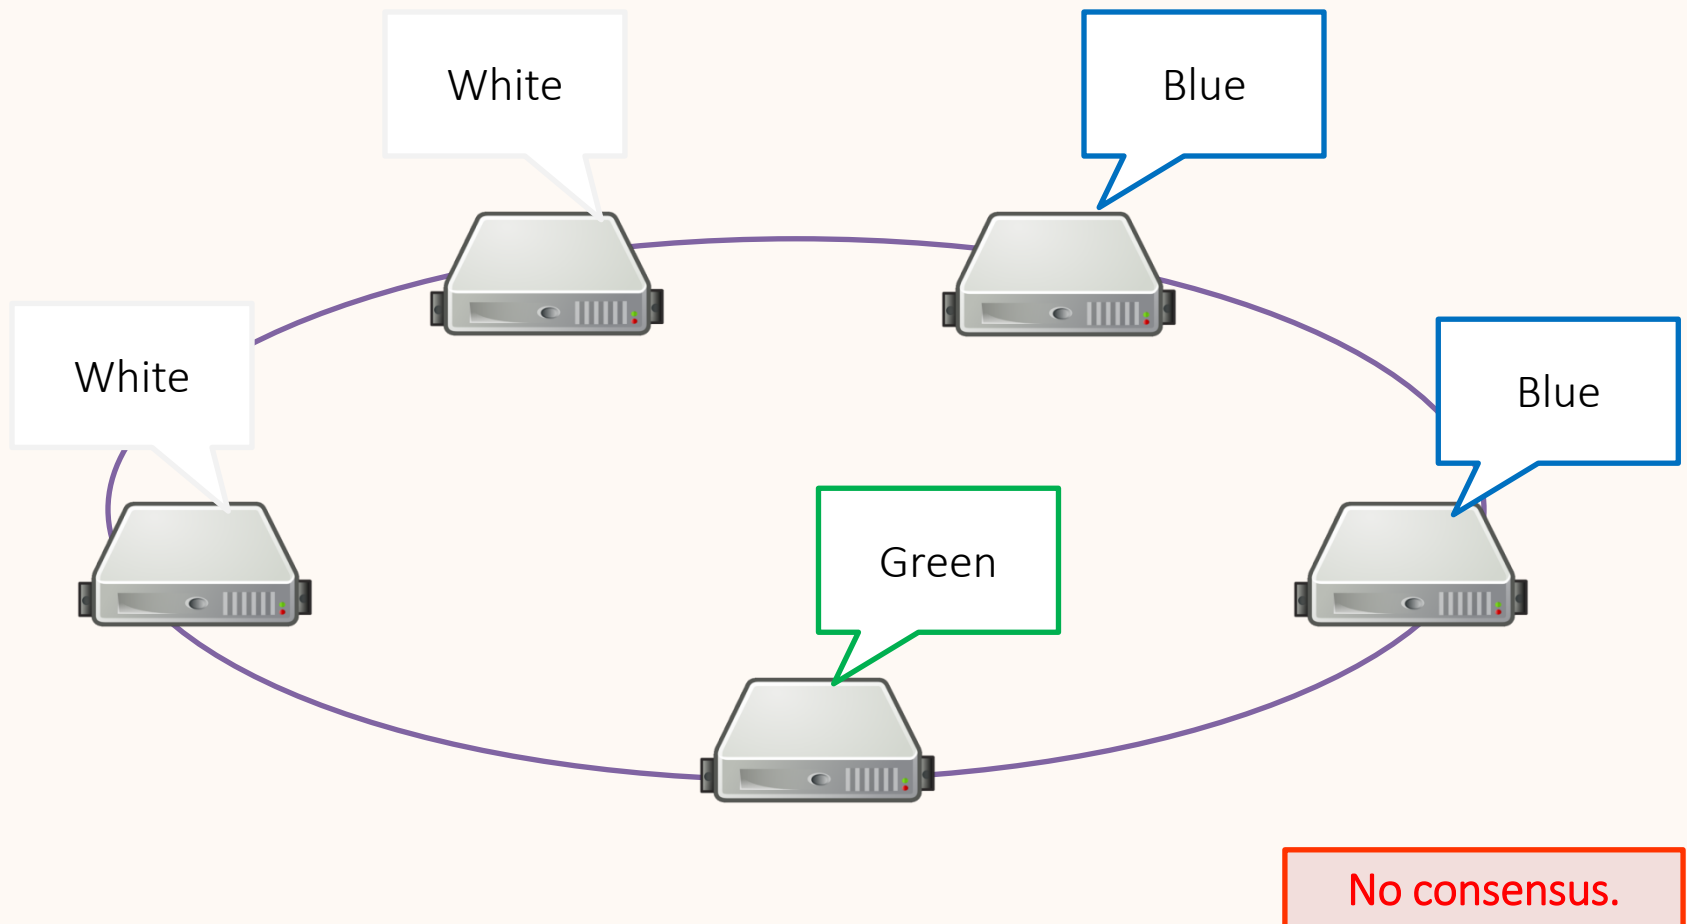 White
Blue
White
Blue
Green
No consensus.